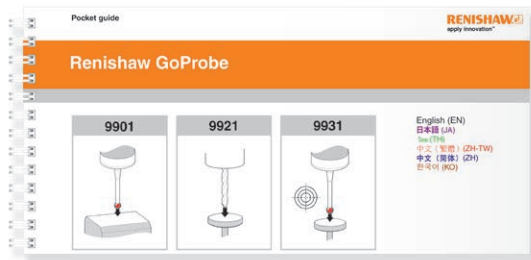 Pocket guide
RENISHAW
apply innovation™
Renishaw GoProbe
9901
9921
9931
English (EN)
日本語 (JA)
ไทย (TH)
中文 (繁體) (ZH-TW)
中文 (简体) (ZH)
한국어 (KO)